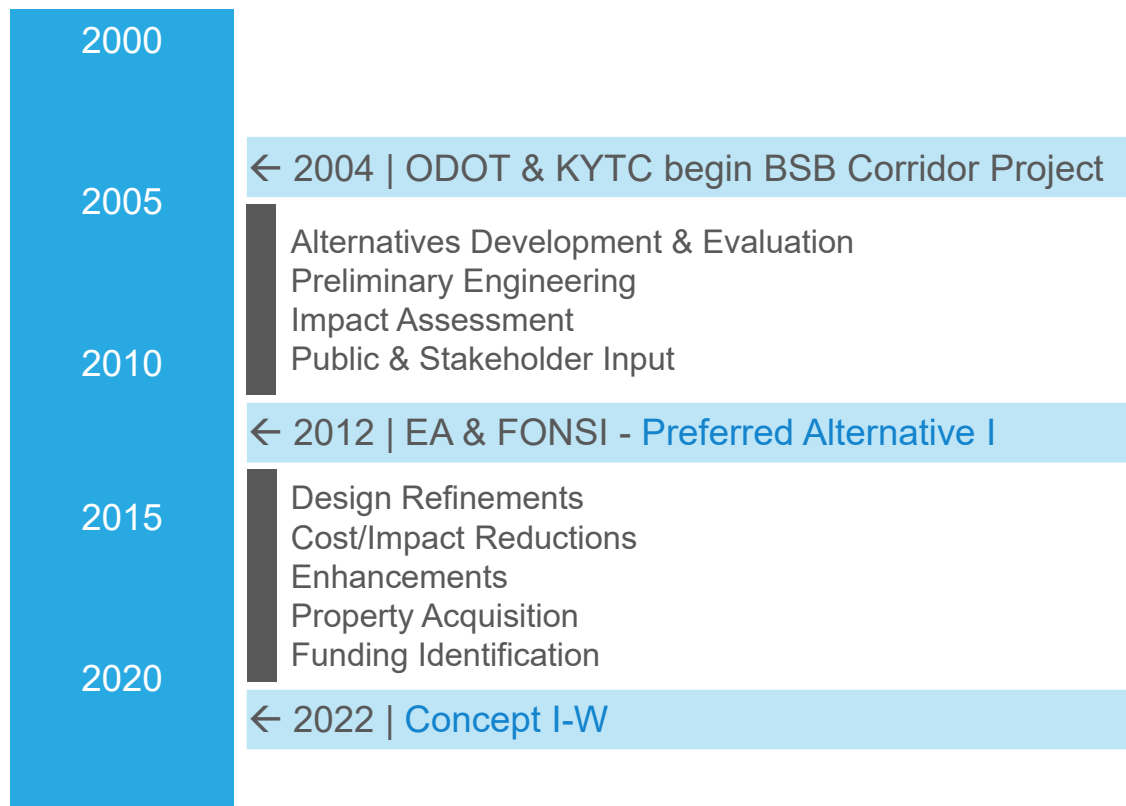 2000
← 2004 | ODOT & KYTC begin BSB Corridor Project
2005
Alternatives Development & Evaluation
Preliminary Engineering
Impact Assessment
Public & Stakeholder Input
2010
← 2012 | EA & FONSI - Preferred Alternative I
Design Refinements
2015
Cost/Impact Reductions
Enhancements
Property Acquisition
Funding Identification
2020
← 2022 | Concept I-W